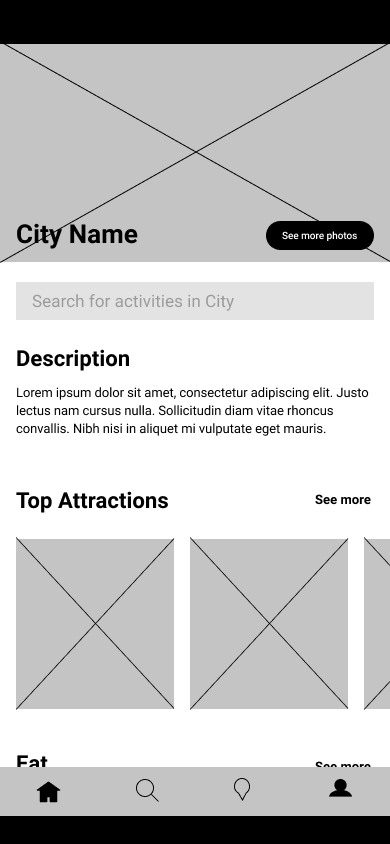 City Name
See more photos
Search for activities in City
Description
Lorem ipsum dolor sit amet, consectetur adipiscing elit. Justo
lectus nam cursus nulla. Sollicitudin diam vitae rhoncus
convallis. Nibh nisi in aliquet mi vulputate eget mauris.
Top Attractions
See more
Eat
See more